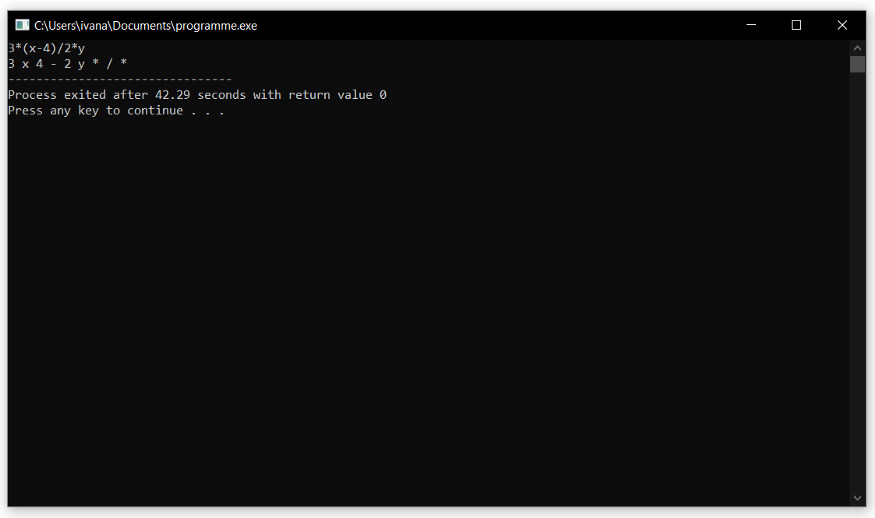 C:\Users\ivana\Documents\programme.exe
3*(x-4)/2*y
3 x 4 - 2 y * / *
--------------------------------
Process exited after 42.29 seconds with return value 0
Press any key to continue . . .